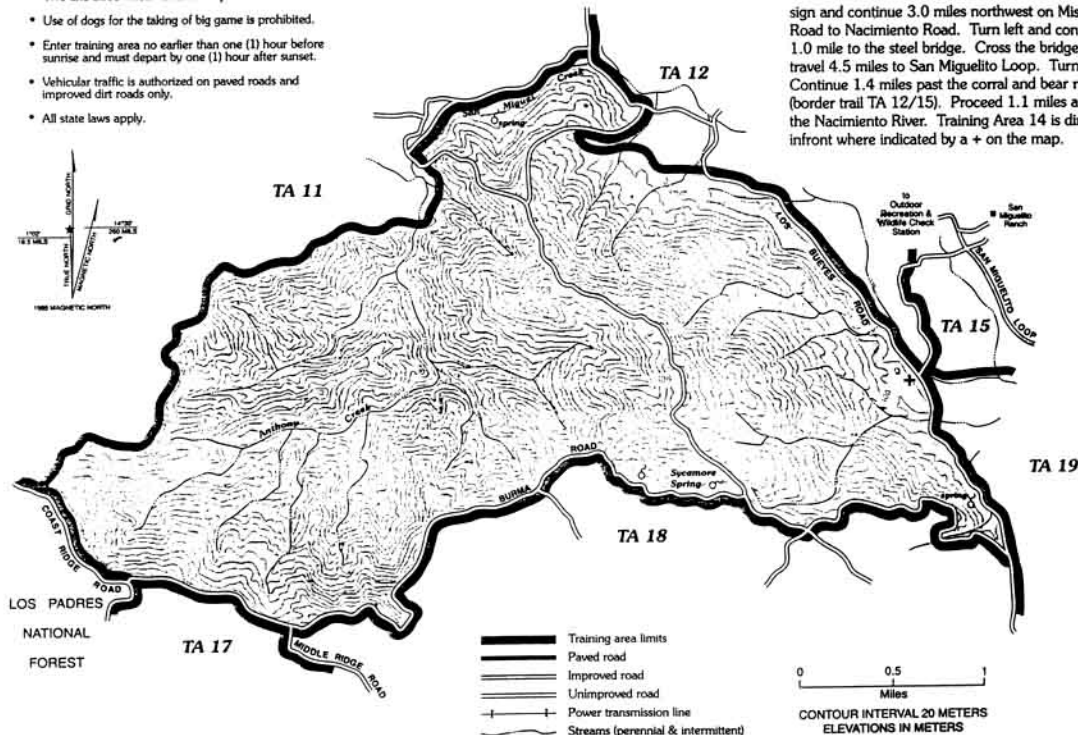 • Use of dogs for the taking of big game is prohibited.
• Enter training area no earlier than one (1) hour before
sunrise and must depart by one (1) hour after sunset.
• Vehicular traffic is authorized on paved roads and
improved dirt roads only.
• All state laws apply.
sign and continue 3.0 miles northwest on Mis
Road to Nacimiento Road. Turn left and con
1.0 mile to the steel bridge. Cross the bridge
travel 4.5 miles to San Miguelito Loop. Turn
Continue 1.4 miles past the corral and bear r
(border trail TA 12/15). Proceed 1.1 miles a
the Nacimiento River. Training Area 14 is di
infront where indicated by a + on the map.
GRID NORTH
TRUE NORTH
MAGNETIC NORTH
1985 MAGNETIC NORTH
TA 12
San Miguel Creek
spring
TA 11
LOS BUEYES ROAD
to
Outdoor
Recreation &
Wildlife Check
Station
San
Miguelito
Ranch
SAN MIGUELITO LOOP
TA 15
Anthony Creek
BURMA ROAD
Sycamore
Spring
TA 19
spring
TA 18
COAST RIDGE ROAD
LOS PADRES
NATIONAL
FOREST
TA 17
MIDDLE RIDGE ROAD
Training area limits
Paved road
Improved road
Unimproved road
Power transmission line
Streams (perennial & intermittent)
0 0.5 1
Miles
CONTOUR INTERVAL 20 METERS
ELEVATIONS IN METERS